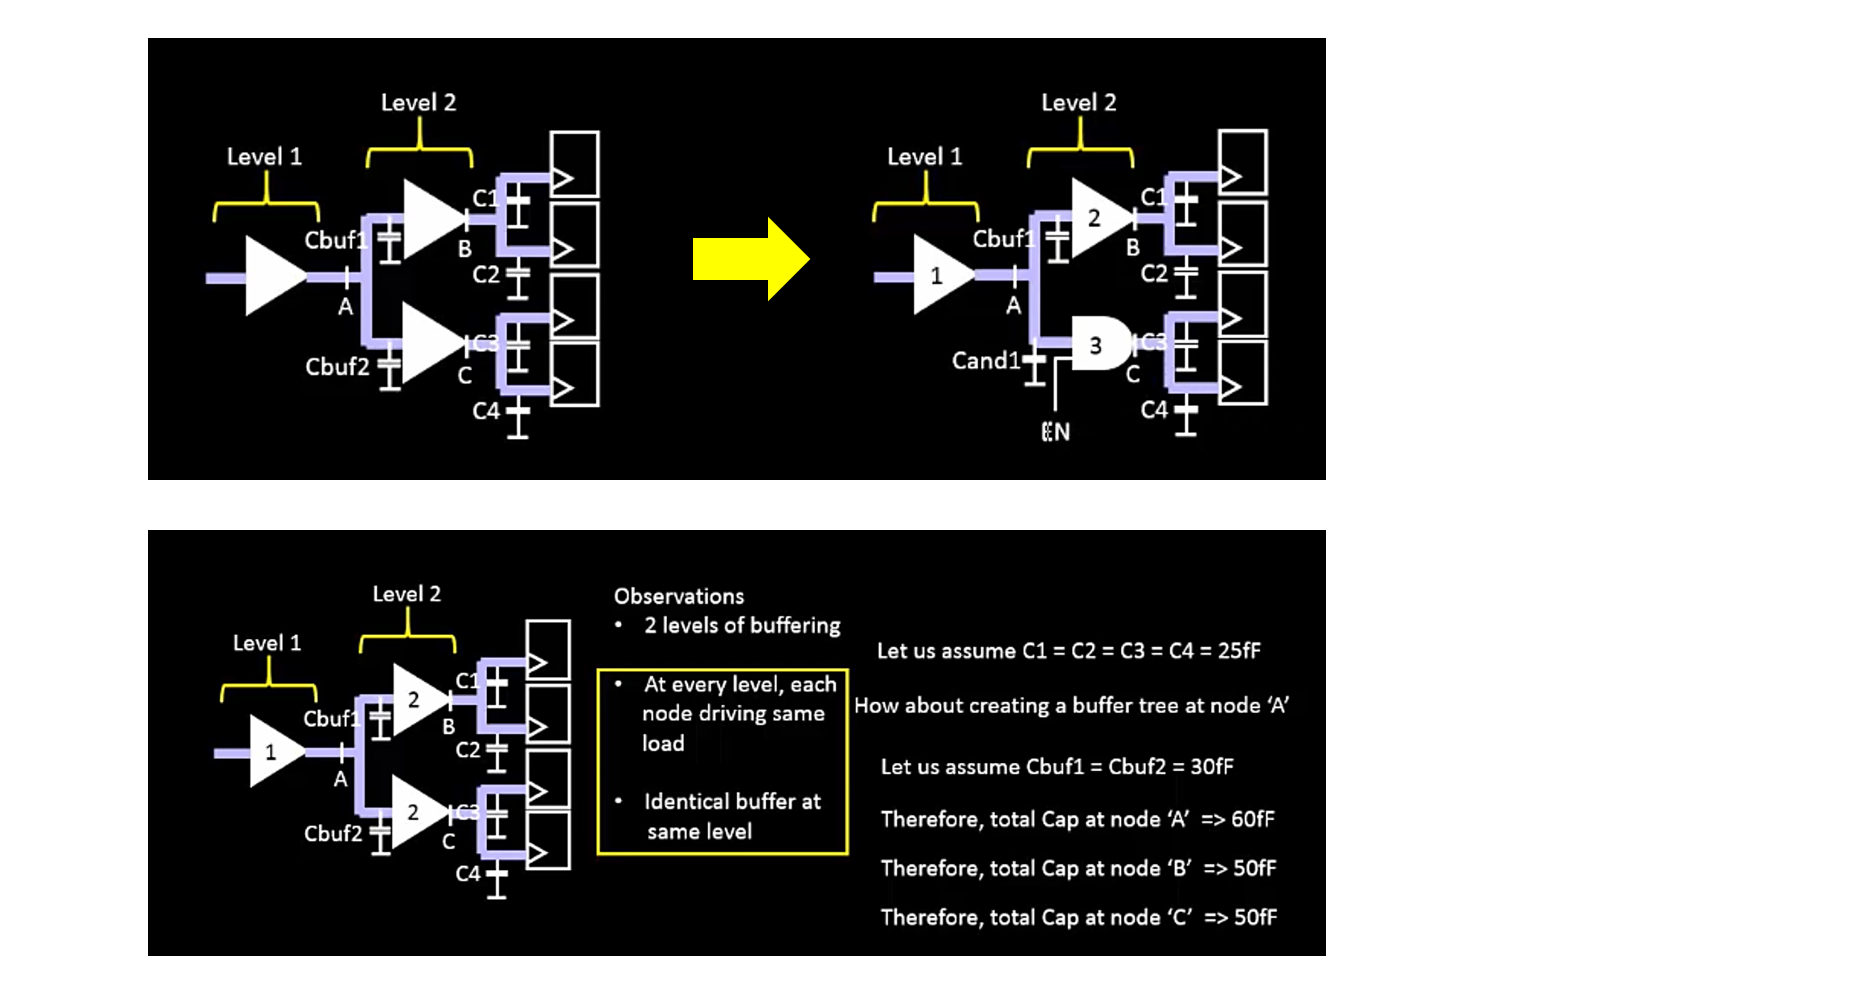 Level 2
Level 1
C1
Cbuf1
B
C2
A
C3
Cbuf2
C
C4
Level 2
Level 1
C1
2
Cbuf1
B
C2
1
A
C3
3
Cand1
C
C4
EN
Level 2
Level 1
C1
2
Cbuf1
B
C2
1
A
C3
2
Cbuf2
C
C4
Observations
• 2 levels of buffering
• At every level, each
node driving same
load
• Identical buffer at
same level
Let us assume C1 = C2 = C3 = C4 = 25fF
How about creating a buffer tree at node ‘A’
Let us assume Cbuf1 = Cbuf2 = 30fF
Therefore, total Cap at node ‘A’ => 60fF
Therefore, total Cap at node ‘B’ => 50fF
Therefore, total Cap at node ‘C’ => 50fF